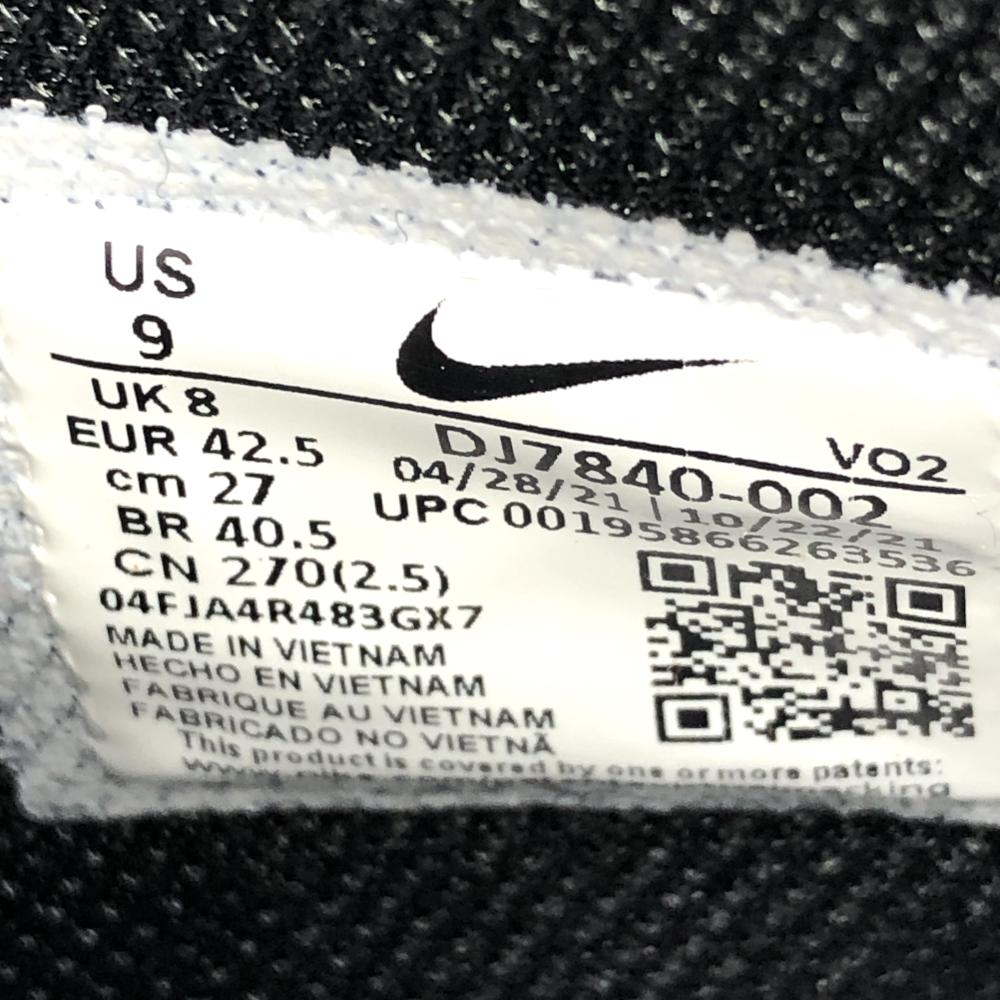 US
9
UK 8
EUR 42.5
cm 27
BR 40.5
CN 270(2.5)
04FJA4R483GX7
MADE IN VIETNAM
HECHO EN VIETNAM
FABRIQUE AU VIETNAM
FABRICADO NO VIETNÃ
This product is covered by one or more patents:
VO2
DJ7840-002
04/28/21 | 10/22/21
UPC 00195866263536